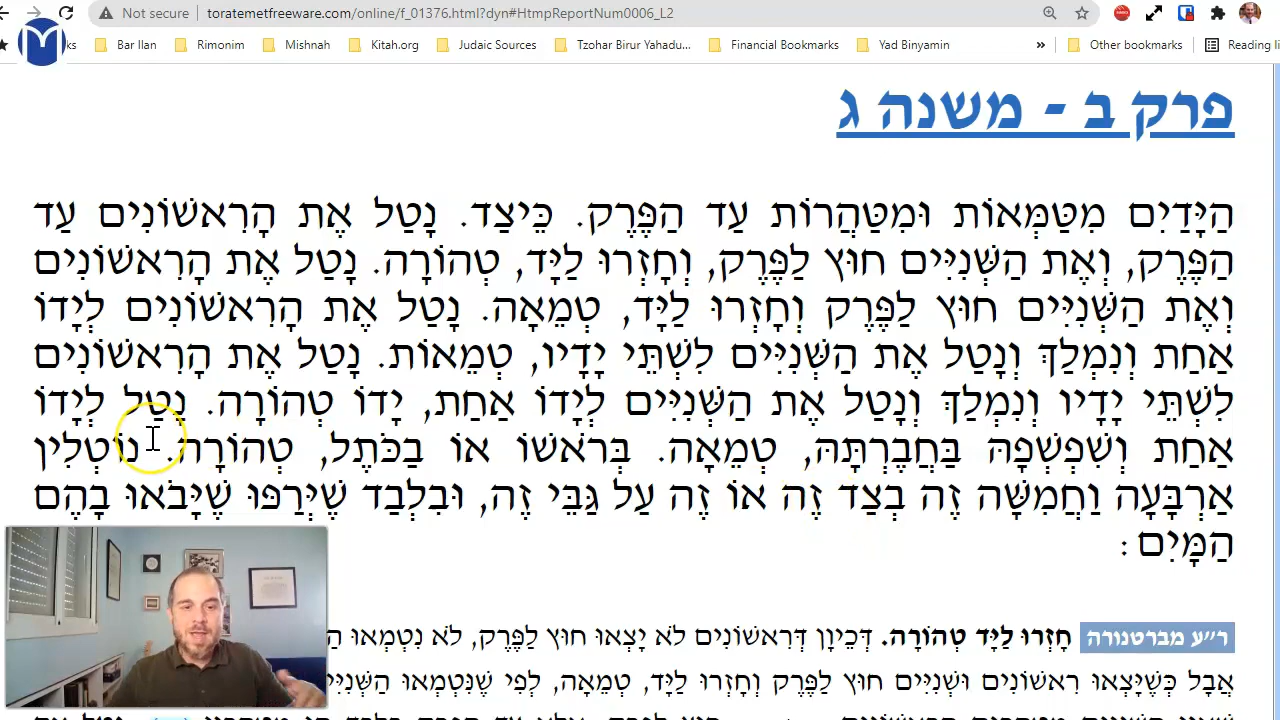 Not secure | toratemetfreeware.com/online/f_01376.html?dyn#HtmpReportNum0006_L2
ks Bar Ilan Rimonim Mishnah Kitah.org Judaic Sources Tzohar Birur Yahadu... Financial Bookmarks Yad Binyamin » Other bookmarks Reading li
פרק ב - משנה ג
הַיָּדַיִם מִטַּמְּאוֹת וּמִטַּהֲרוֹת עַד הַפֶּרֶק. כֵּיצַד. נָטַל אֶת הָרִאשׁוֹנִים עַד
הַפֶּרֶק, וְאֶת הַשְּׁנִיִּים חוּץ לַפֶּרֶק, וְחָזְרוּ לַיָּד, טְהוֹרָה. נָטַל אֶת הָרִאשׁוֹנִים
וְאֶת הַשְּׁנִיִּים חוּץ לַפֶּרֶק וְחָזְרוּ לַיָּד, טְמֵאָה. נָטַל אֶת הָרִאשׁוֹנִים לְיָדוֹ
אַחַת וְנִמְלַךְ וְנָטַל אֶת הַשְּׁנִיִּים לִשְׁתֵּי יָדָיו, טְמֵאוֹת. נָטַל אֶת הָרִאשׁוֹנִים
לִשְׁתֵּי יָדָיו וְנִמְלַךְ וְנָטַל אֶת הַשְּׁנִיִּים לְיָדוֹ אַחַת, יָדוֹ טְהוֹרָה. נָטַל לְיָדוֹ
אַחַת וְשִׁפְשְׁפָהּ בַּחֲבֶרְתָּהּ, טְמֵאָה. בְּרֹאשׁוֹ אוֹ בַכֹּתֶל, טְהוֹרָה. נוֹטְלִין
אַרְבָּעָה וַחֲמִשָּׁה זֶה בְּצַד זֶה אוֹ זֶה עַל גַּבֵּי זֶה, וּבִלְבַד שֶׁיְּרַפּוּ שֶׁיָּבֹאוּ בָהֶם
הַמָּיִם:
ר"ע מברטנורה חָזְרוּ לַיָּד טְהוֹרָה. דְּכֵיוָן דְּרִאשׁוֹנִים לֹא יָצְאוּ חוּץ לַפֶּרֶק, לֹא נִטְמְאוּ
אֲבָל כְּשֶׁיָּצְאוּ רִאשׁוֹנִים וּשְׁנִיִּים חוּץ לַפֶּרֶק וְחָזְרוּ לַיָּד, טְמֵאָה, לְפִי שֶׁנִּטְמְאוּ